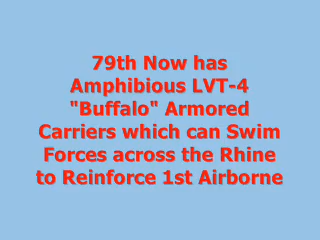 79th Now has
Amphibious LVT-4
"Buffalo" Armored
Carriers which can Swim
Forces across the Rhine
to Reinforce 1st Airborne